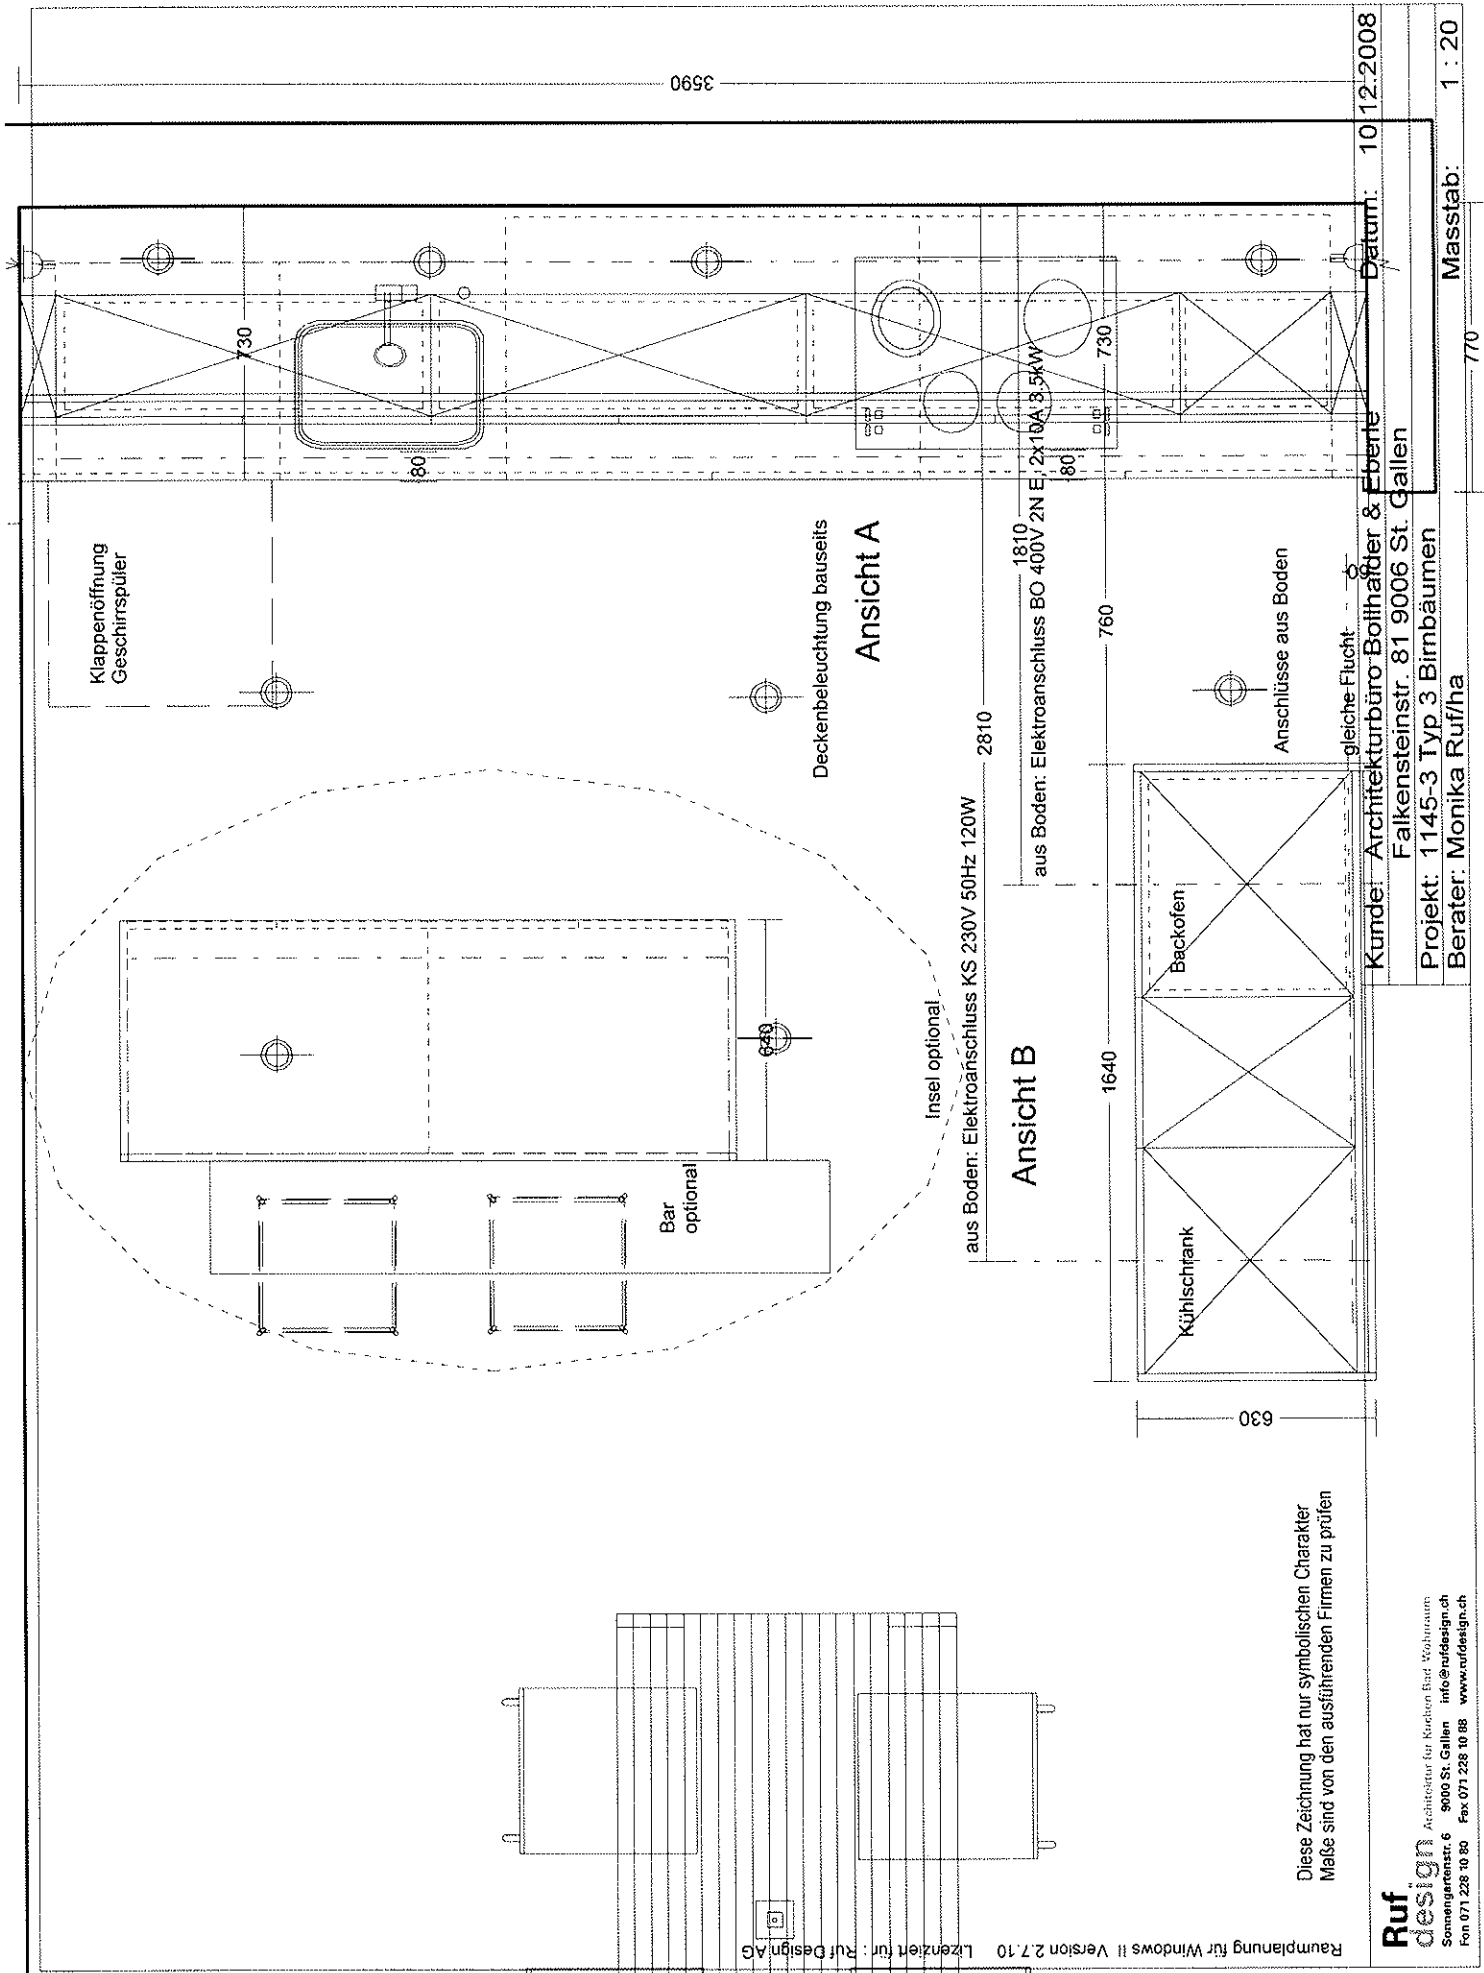 Klappenöffnung
Geschirrspüler
3590
730
80
Deckenbeleuchtung bauseits
Ansicht A
730
80
2810
1810
aus Boden: Elektroanschluss BO 400V 2N E, 2x10A 3.5kW
aus Boden: Elektroanschluss KS 230V 50Hz 120W
760
Anschlüsse aus Boden
gleiche Flucht
60
640
Insel optional
Bar
optional
Ansicht B
1640
Backofen
Kühlschrank
630
770
Diese Zeichnung hat nur symbolischen Charakter
Maße sind von den ausführenden Firmen zu prüfen
Raumplanung für Windows II Version 2.7.10 Lizenziert für : Ruf Design AG
Kunde: Architekturbüro Bollhalder & Eberle Datum: 10.12.2008
Falkensteinstr. 81 9006 St. Gallen
Projekt: 1145-3 Typ 3 Birnbäumen
Berater: Monika Ruf/ha Masstab: 1 : 20
Ruf
design Architektur für Küchen Bad Wohnraum
Sonnengartenstr. 6 9000 St. Gallen info@rufdesign.ch
Fon 071 228 10 80 Fax 071 228 10 88 www.rufdesign.ch